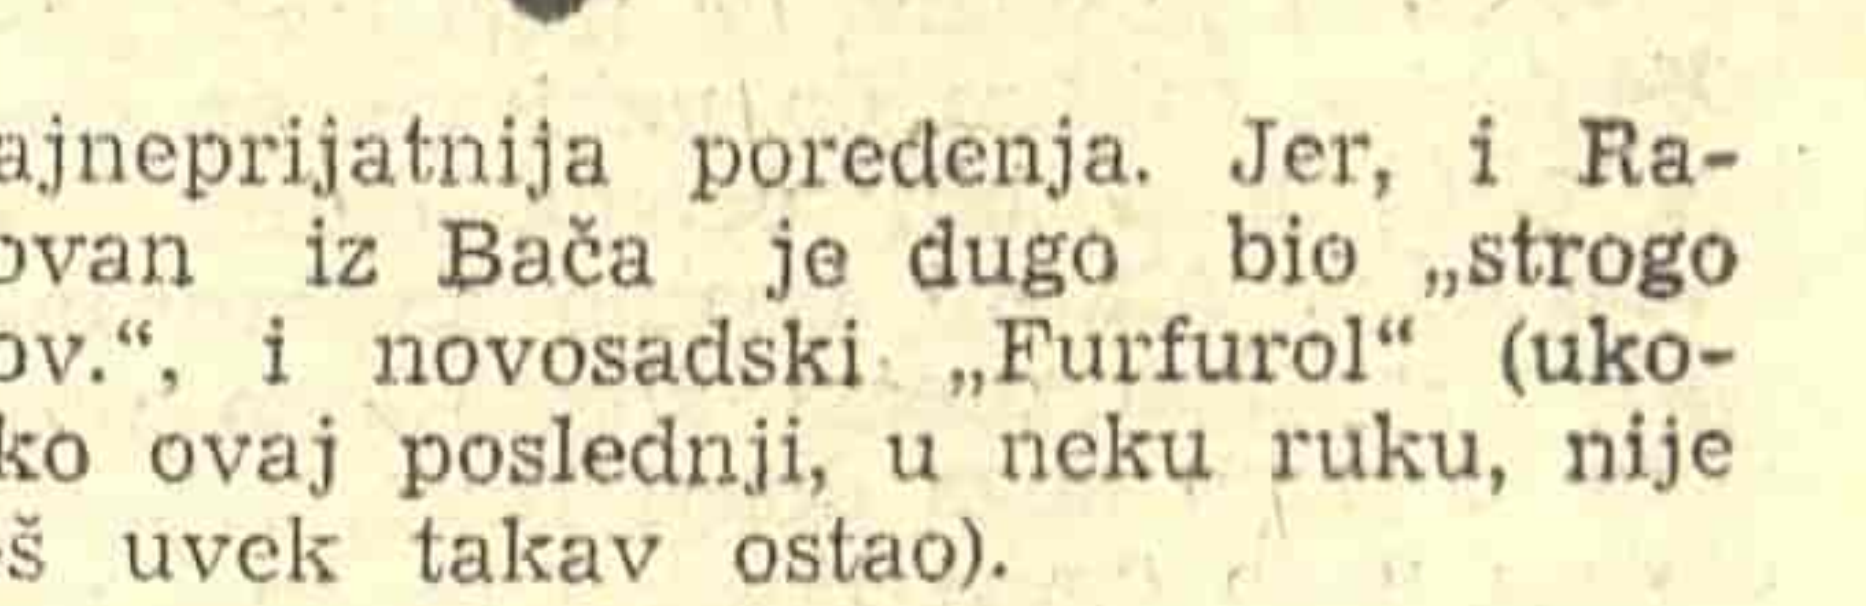 ajneprijatnija poređenja. Jer, i Ra-
ovan iz Bača je dugo bio „strogo
ov.“, i novosadski „Furfurol“ (uko-
ko ovaj poslednji, u neku ruku, nije
š uvek takav ostao).